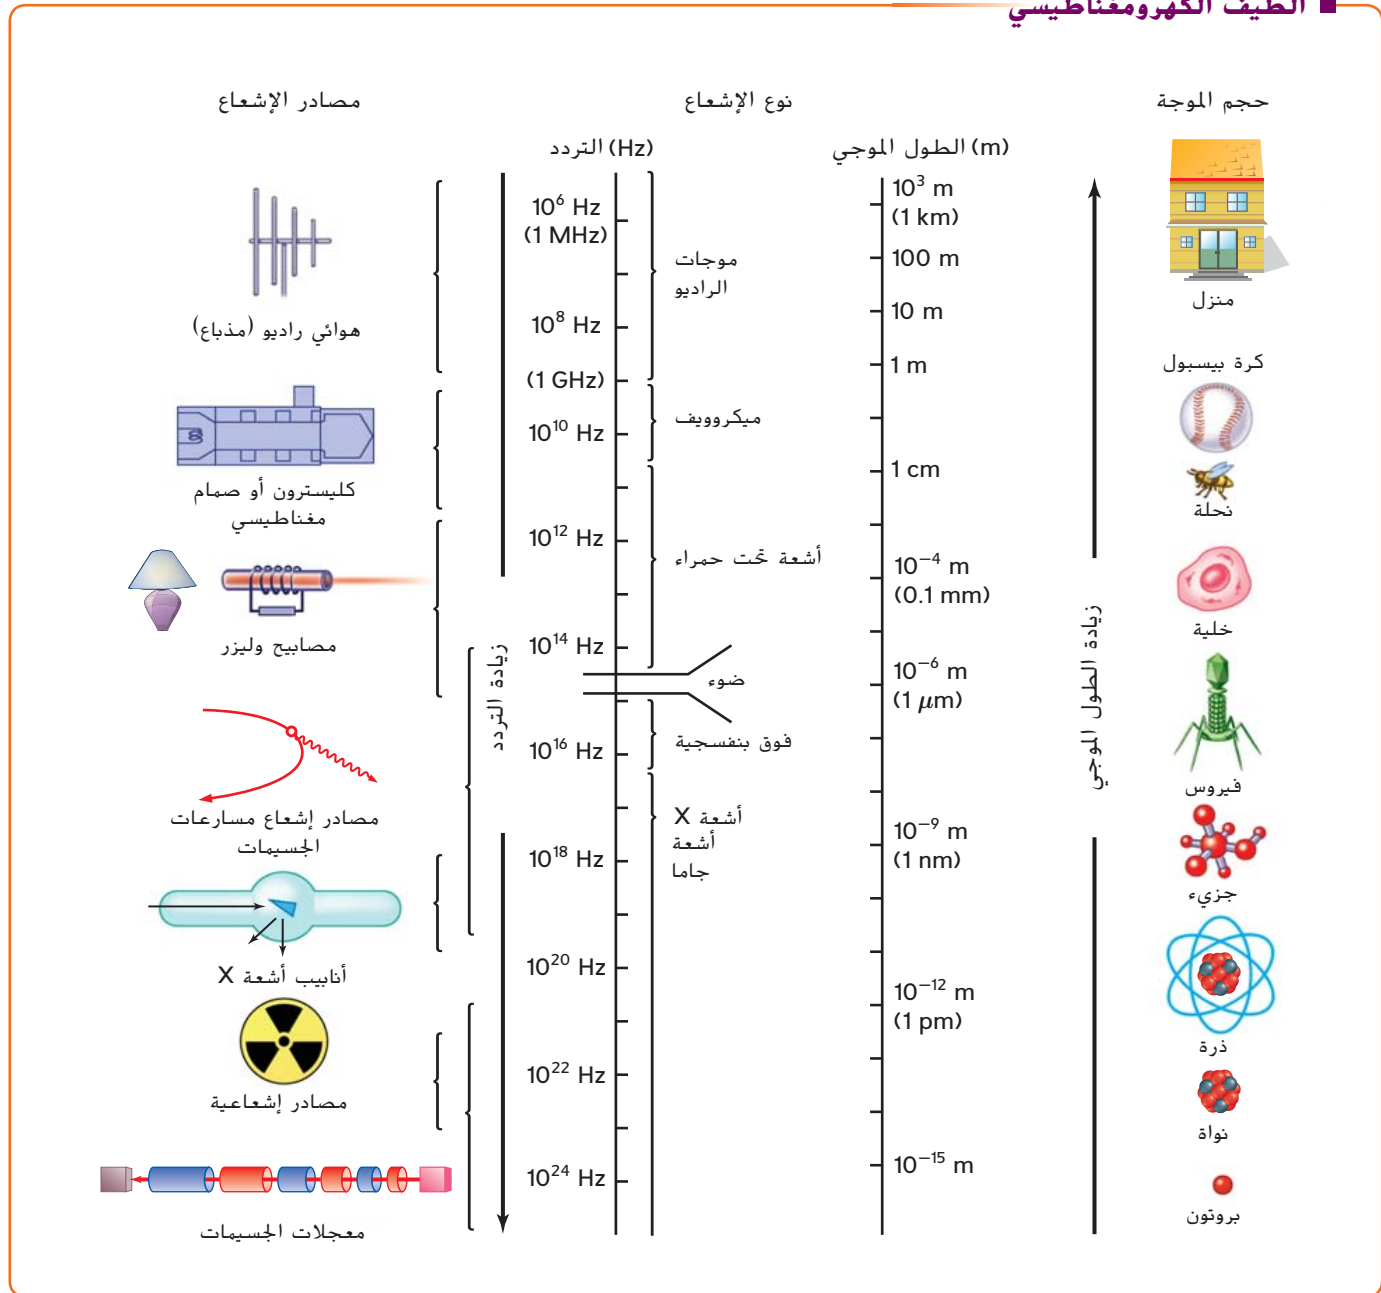 الطيف الكهرومغناطيسي
حجم الموجة
نوع الإشعاع
مصادر الإشعاع
الطول الموجي (m)
التردد (Hz)
منزل
كرة بيسبول
نحلة
خلية
فيروس
جزيء
ذرة
نواة
بروتون
زيادة الطول الموجي
10³ m
(1 km)
100 m
10 m
1 m
1 cm
10⁻⁴ m
(0.1 mm)
10⁻⁶ m
(1 μm)
10⁻⁹ m
(1 nm)
10⁻¹² m
(1 pm)
10⁻¹⁵ m
موجات
الراديو
ميكروويف
أشعة تحت حمراء
ضوء
فوق بنفسجية
أشعة X
أشعة
جاما
10⁶ Hz
(1 MHz)
10⁸ Hz
(1 GHz)
10¹⁰ Hz
10¹² Hz
10¹⁴ Hz
10¹⁶ Hz
10¹⁸ Hz
10²⁰ Hz
10²² Hz
10²⁴ Hz
زيادة التردد
هوائي راديو (مذباع)
كليسترون أو صمام
مغناطيسي
مصابيح وليزر
مصادر إشعاع مسارعات
الجسيمات
أنابيب أشعة X
مصادر إشعاعية
معجلات الجسيمات